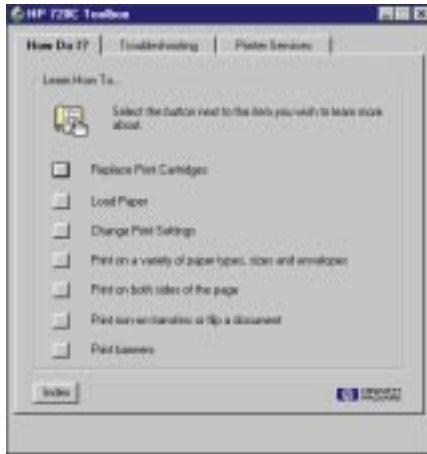 HP 720C Toolbox
How Do I? Troubleshooting Printer Services
Learn How To...
Select the button next to the item you wish to learn more
about.
Replace Print Cartridges
Load Paper
Change Print Settings
Print on a variety of paper types, sizes and envelopes
Print on both sides of the page
Print iron-on transfers or flip a document
Print banners
Index
hp HEWLETT
PACKARD